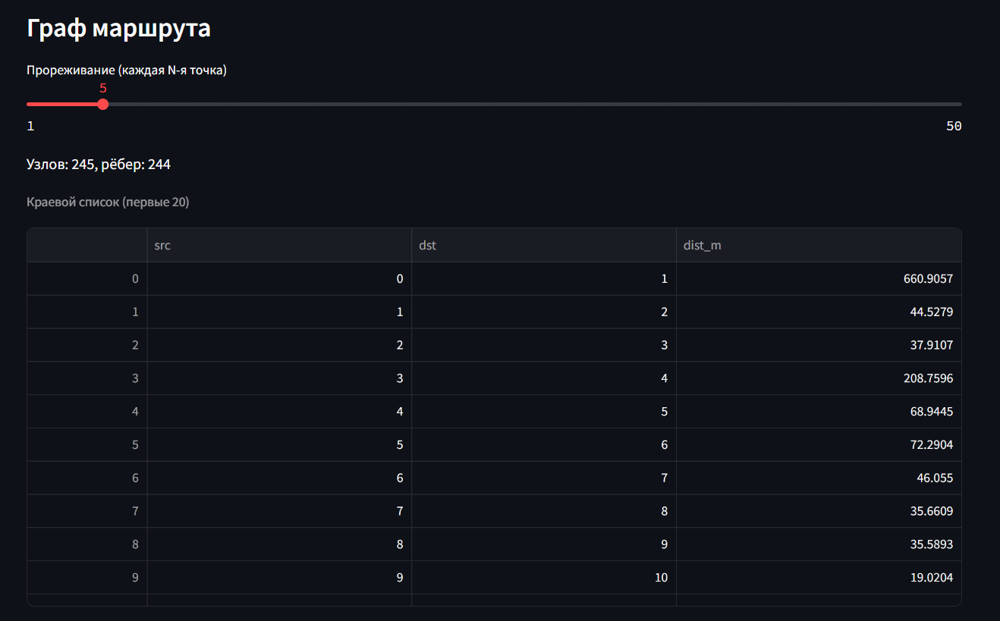 Граф маршрута
Прореживание (каждая N-я точка)
5
1 50
Узлов: 245, рёбер: 244
Краевой список (первые 20)
src dst dist_m
0 0 1 660.9057
1 1 2 44.5279
2 2 3 37.9107
3 3 4 208.7596
4 4 5 68.9445
5 5 6 72.2904
6 6 7 46.055
7 7 8 35.6609
8 8 9 35.5893
9 9 10 19.0204